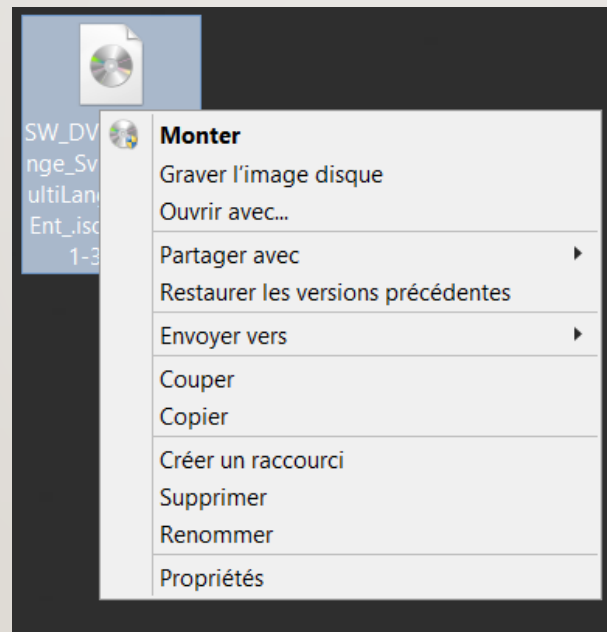 SW_DV
nge_Sv
ultiLan
Ent_.iso
1-3
Monter
Graver l’image disque
Ouvrir avec...
Partager avec
Restaurer les versions précédentes
Envoyer vers
Couper
Copier
Créer un raccourci
Supprimer
Renommer
Propriétés